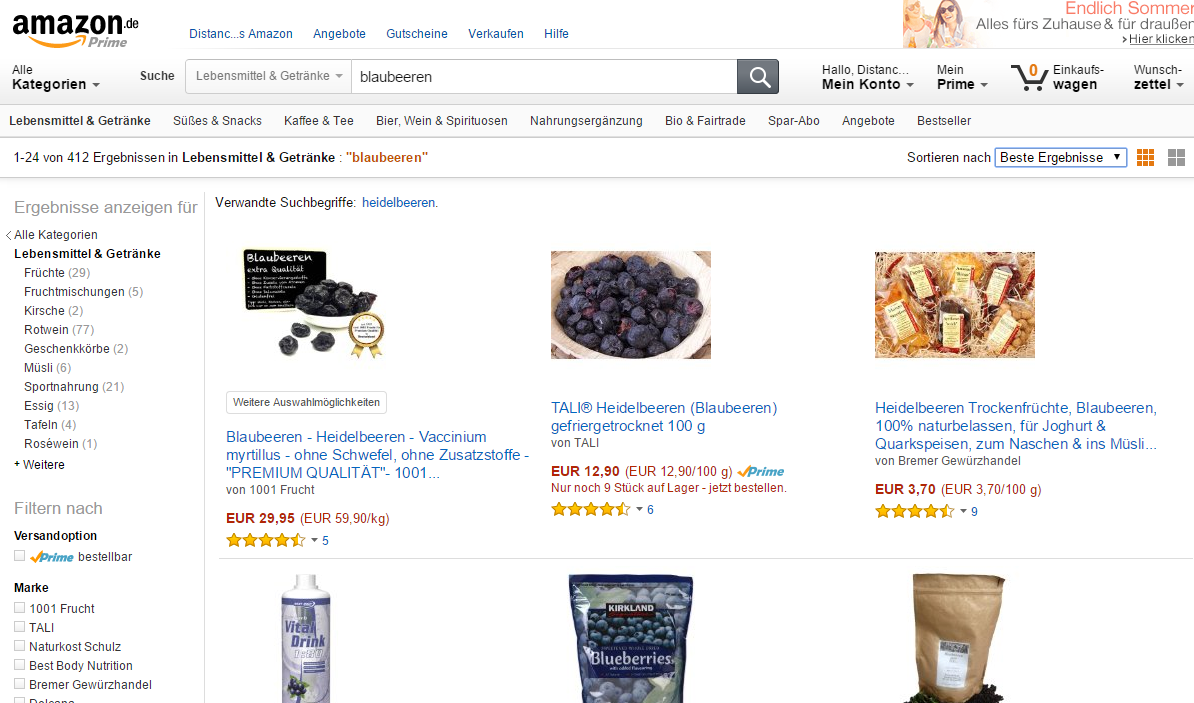 amazon.de
Prime
Distanc...s Amazon Angebote Gutscheine Verkaufen Hilfe
Endlich Sommer
Alles fürs Zuhause & für draußen
Hier klicken
Alle
Kategorien
Suche
Lebensmittel & Getränke
blaubeeren
Hallo, Distanc...
Mein Konto
Mein
Prime
0
Einkaufs-
wagen
Wunsch-
zettel
Lebensmittel & Getränke Süßes & Snacks Kaffee & Tee Bier, Wein & Spirituosen Nahrungsergänzung Bio & Fairtrade Spar-Abo Angebote Bestseller
1-24 von 412 Ergebnissen in Lebensmittel & Getränke : "blaubeeren"
Sortieren nach Beste Ergebnisse
Ergebnisse anzeigen für
Alle Kategorien
Lebensmittel & Getränke
Früchte (29)
Fruchtmischungen (5)
Kirsche (2)
Rotwein (77)
Geschenkkörbe (2)
Müsli (6)
Sportnahrung (21)
Essig (13)
Tafeln (4)
Roséwein (1)
+ Weitere
Filtern nach
Versandoption
Prime bestellbar
Marke
1001 Frucht
TALI
Naturkost Schulz
Best Body Nutrition
Bremer Gewürzhandel
Verwandte Suchbegriffe: heidelbeeren.
Blaubeeren
extra Qualität
Weitere Auswahlmöglichkeiten
Blaubeeren - Heidelbeeren - Vaccinium
myrtillus - ohne Schwefel, ohne Zusatzstoffe -
"PREMIUM QUALITÄT"- 1001...
von 1001 Frucht
EUR 29,95 (EUR 59,90/kg)
5
TALI® Heidelbeeren (Blaubeeren)
gefriergetrocknet 100 g
von TALI
EUR 12,90 (EUR 12,90/100 g) Prime
Nur noch 9 Stück auf Lager - jetzt bestellen.
6
Heidelbeeren Trockenfrüchte, Blaubeeren,
100% naturbelassen, für Joghurt &
Quarkspeisen, zum Naschen & ins Müsli...
von Bremer Gewürzhandel
EUR 3,70 (EUR 3,70/100 g)
9
Vital
Drink
KIRKLAND
Blueberries